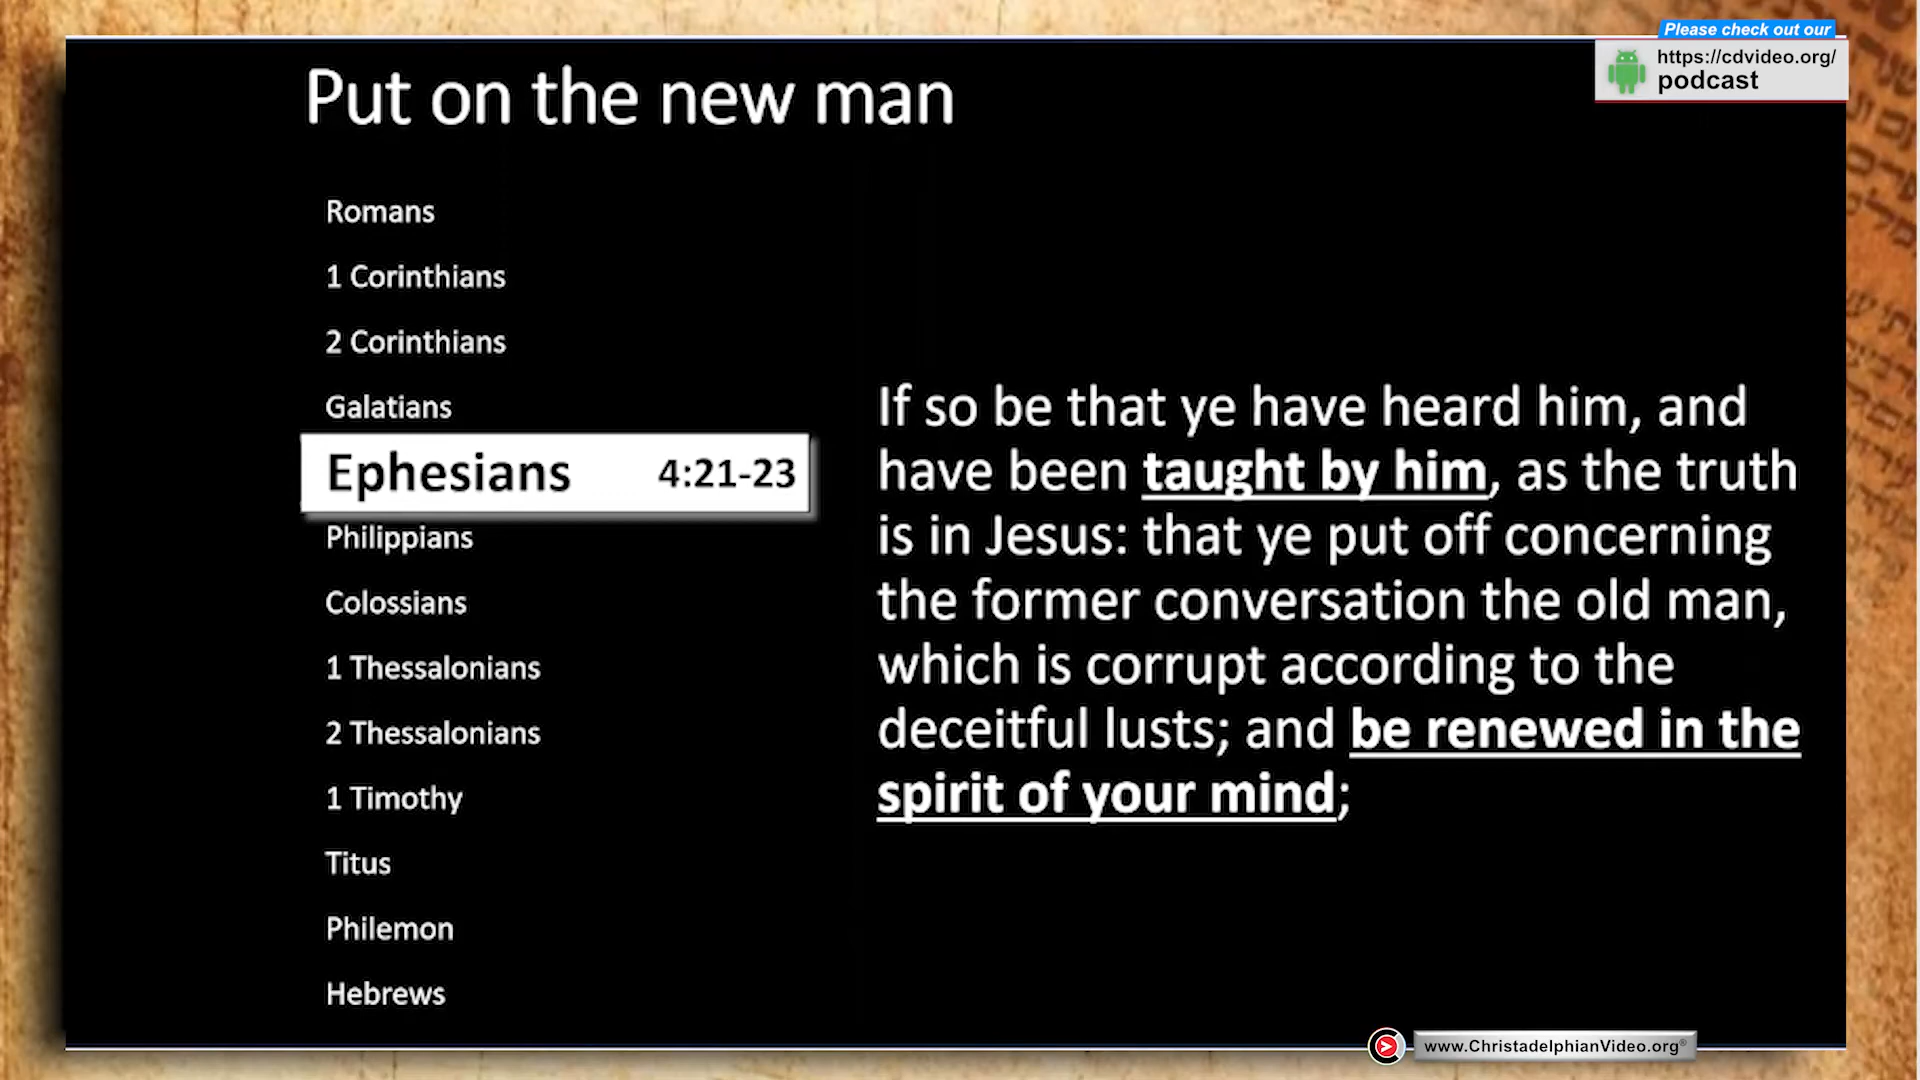 Please check out our
https://cdvideo.org/
podcast
Put on the new man
Romans
1 Corinthians
2 Corinthians
Galatians
Ephesians 4:21-23
Philippians
Colossians
1 Thessalonians
2 Thessalonians
1 Timothy
Titus
Philemon
Hebrews
If so be that ye have heard him, and
have been taught by him, as the truth
is in Jesus: that ye put off concerning
the former conversation the old man,
which is corrupt according to the
deceitful lusts; and be renewed in the
spirit of your mind;
www.ChristadelphianVideo.org®